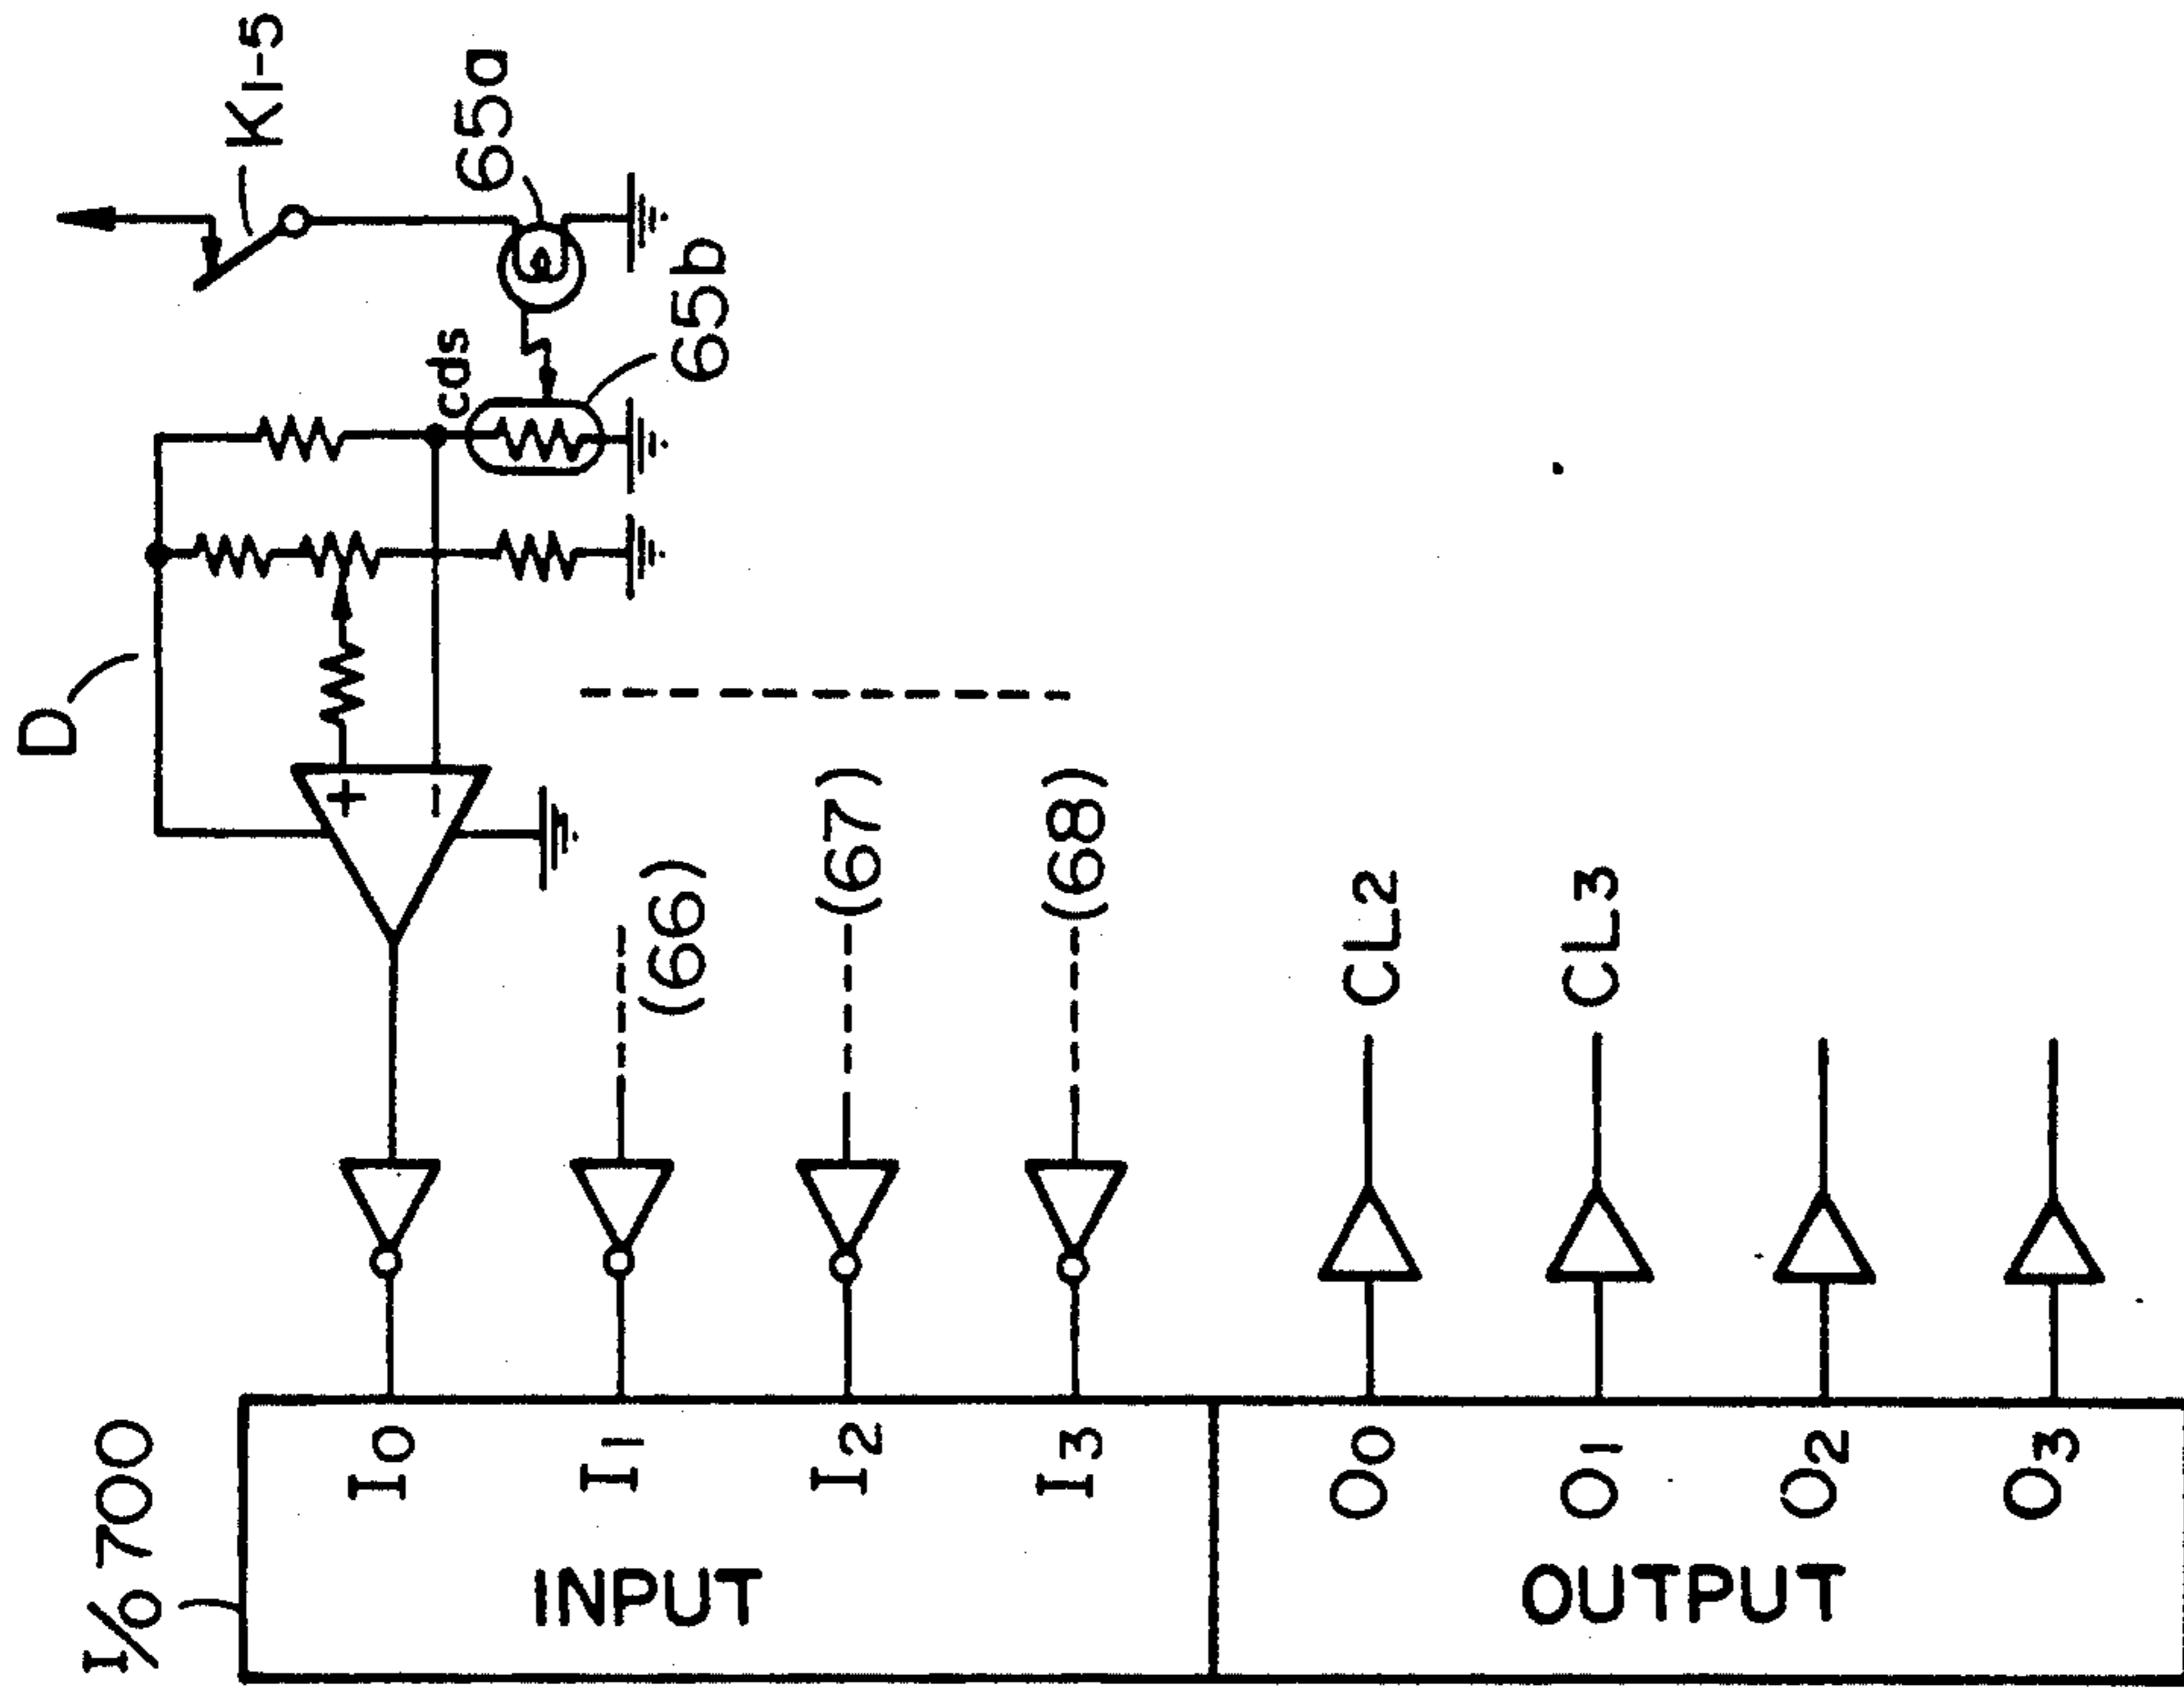 I/O 700
INPUT
I0
I1
I2
I3
OUTPUT
O0
O1
O2
O3
(66)
(67)
(68)
CL2
CL3
D
+
−
cds
65b
65a
K1-5